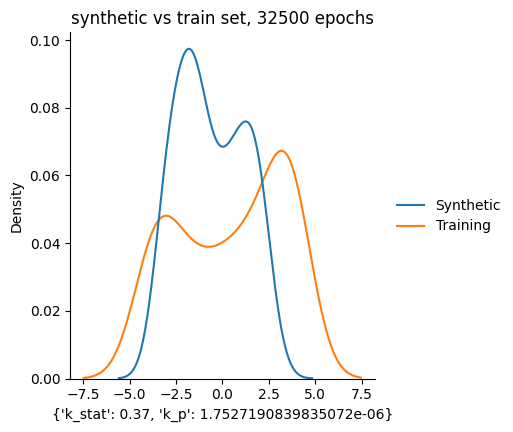 synthetic vs train set, 32500 epochs
0.10
0.08
0.06
0.04
0.02
0.00
Density
−7.5 −5.0 −2.5 0.0 2.5 5.0 7.5
{'k_stat': 0.37, 'k_p': 1.7527190839835072e-06}
Synthetic
Training